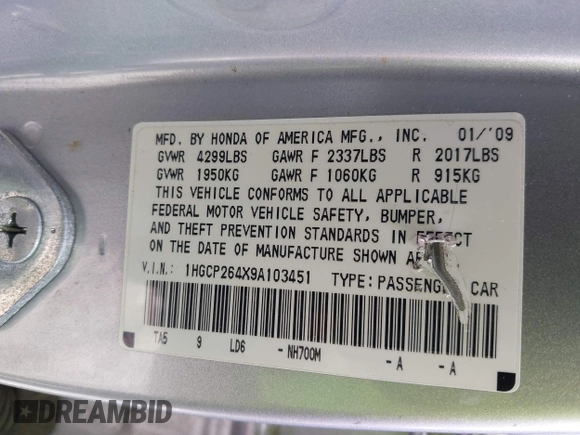 MFD. BY HONDA OF AMERICA MFG., INC. 01/'09
GVWR 4299LBS GAWR F 2337LBS R 2017LBS
GVWR 1950KG GAWR F 1060KG R 915KG
THIS VEHICLE CONFORMS TO ALL APPLICABLE
FEDERAL MOTOR VEHICLE SAFETY, BUMPER,
AND THEFT PREVENTION STANDARDS IN EFFECT
ON THE DATE OF MANUFACTURE SHOWN
V.I.N.: 1HGCP264X9A103451 TYPE: PASSENGER CAR
TA5 9 LD6 - NH700M - A - A
DREAMBID